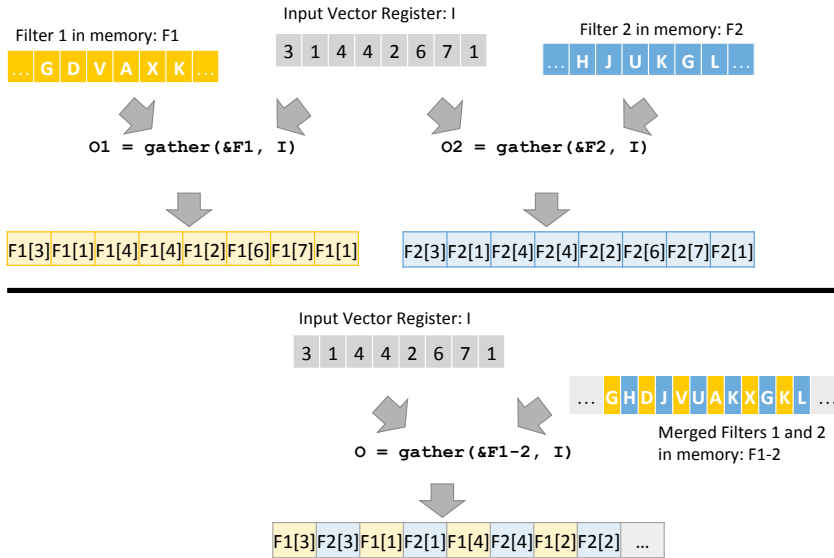 Input Vector Register: I
Filter 1 in memory: F1
Filter 2 in memory: F2
3 1 4 4 2 6 7 1
... G D V A X K ...
... H J U K G L ...
O1 = gather(&F1, I)
O2 = gather(&F2, I)
F1[3] F1[1] F1[4] F1[4] F1[2] F1[6] F1[7] F1[1]
F2[3] F2[1] F2[4] F2[4] F2[2] F2[6] F2[7] F2[1]
Input Vector Register: I
3 1 4 4 2 6 7 1
... G H D J V U A K X G K L ...
Merged Filters 1 and 2
in memory: F1-2
O = gather(&F1-2, I)
F1[3] F2[3] F1[1] F2[1] F1[4] F2[4] F1[2] F2[2] ...